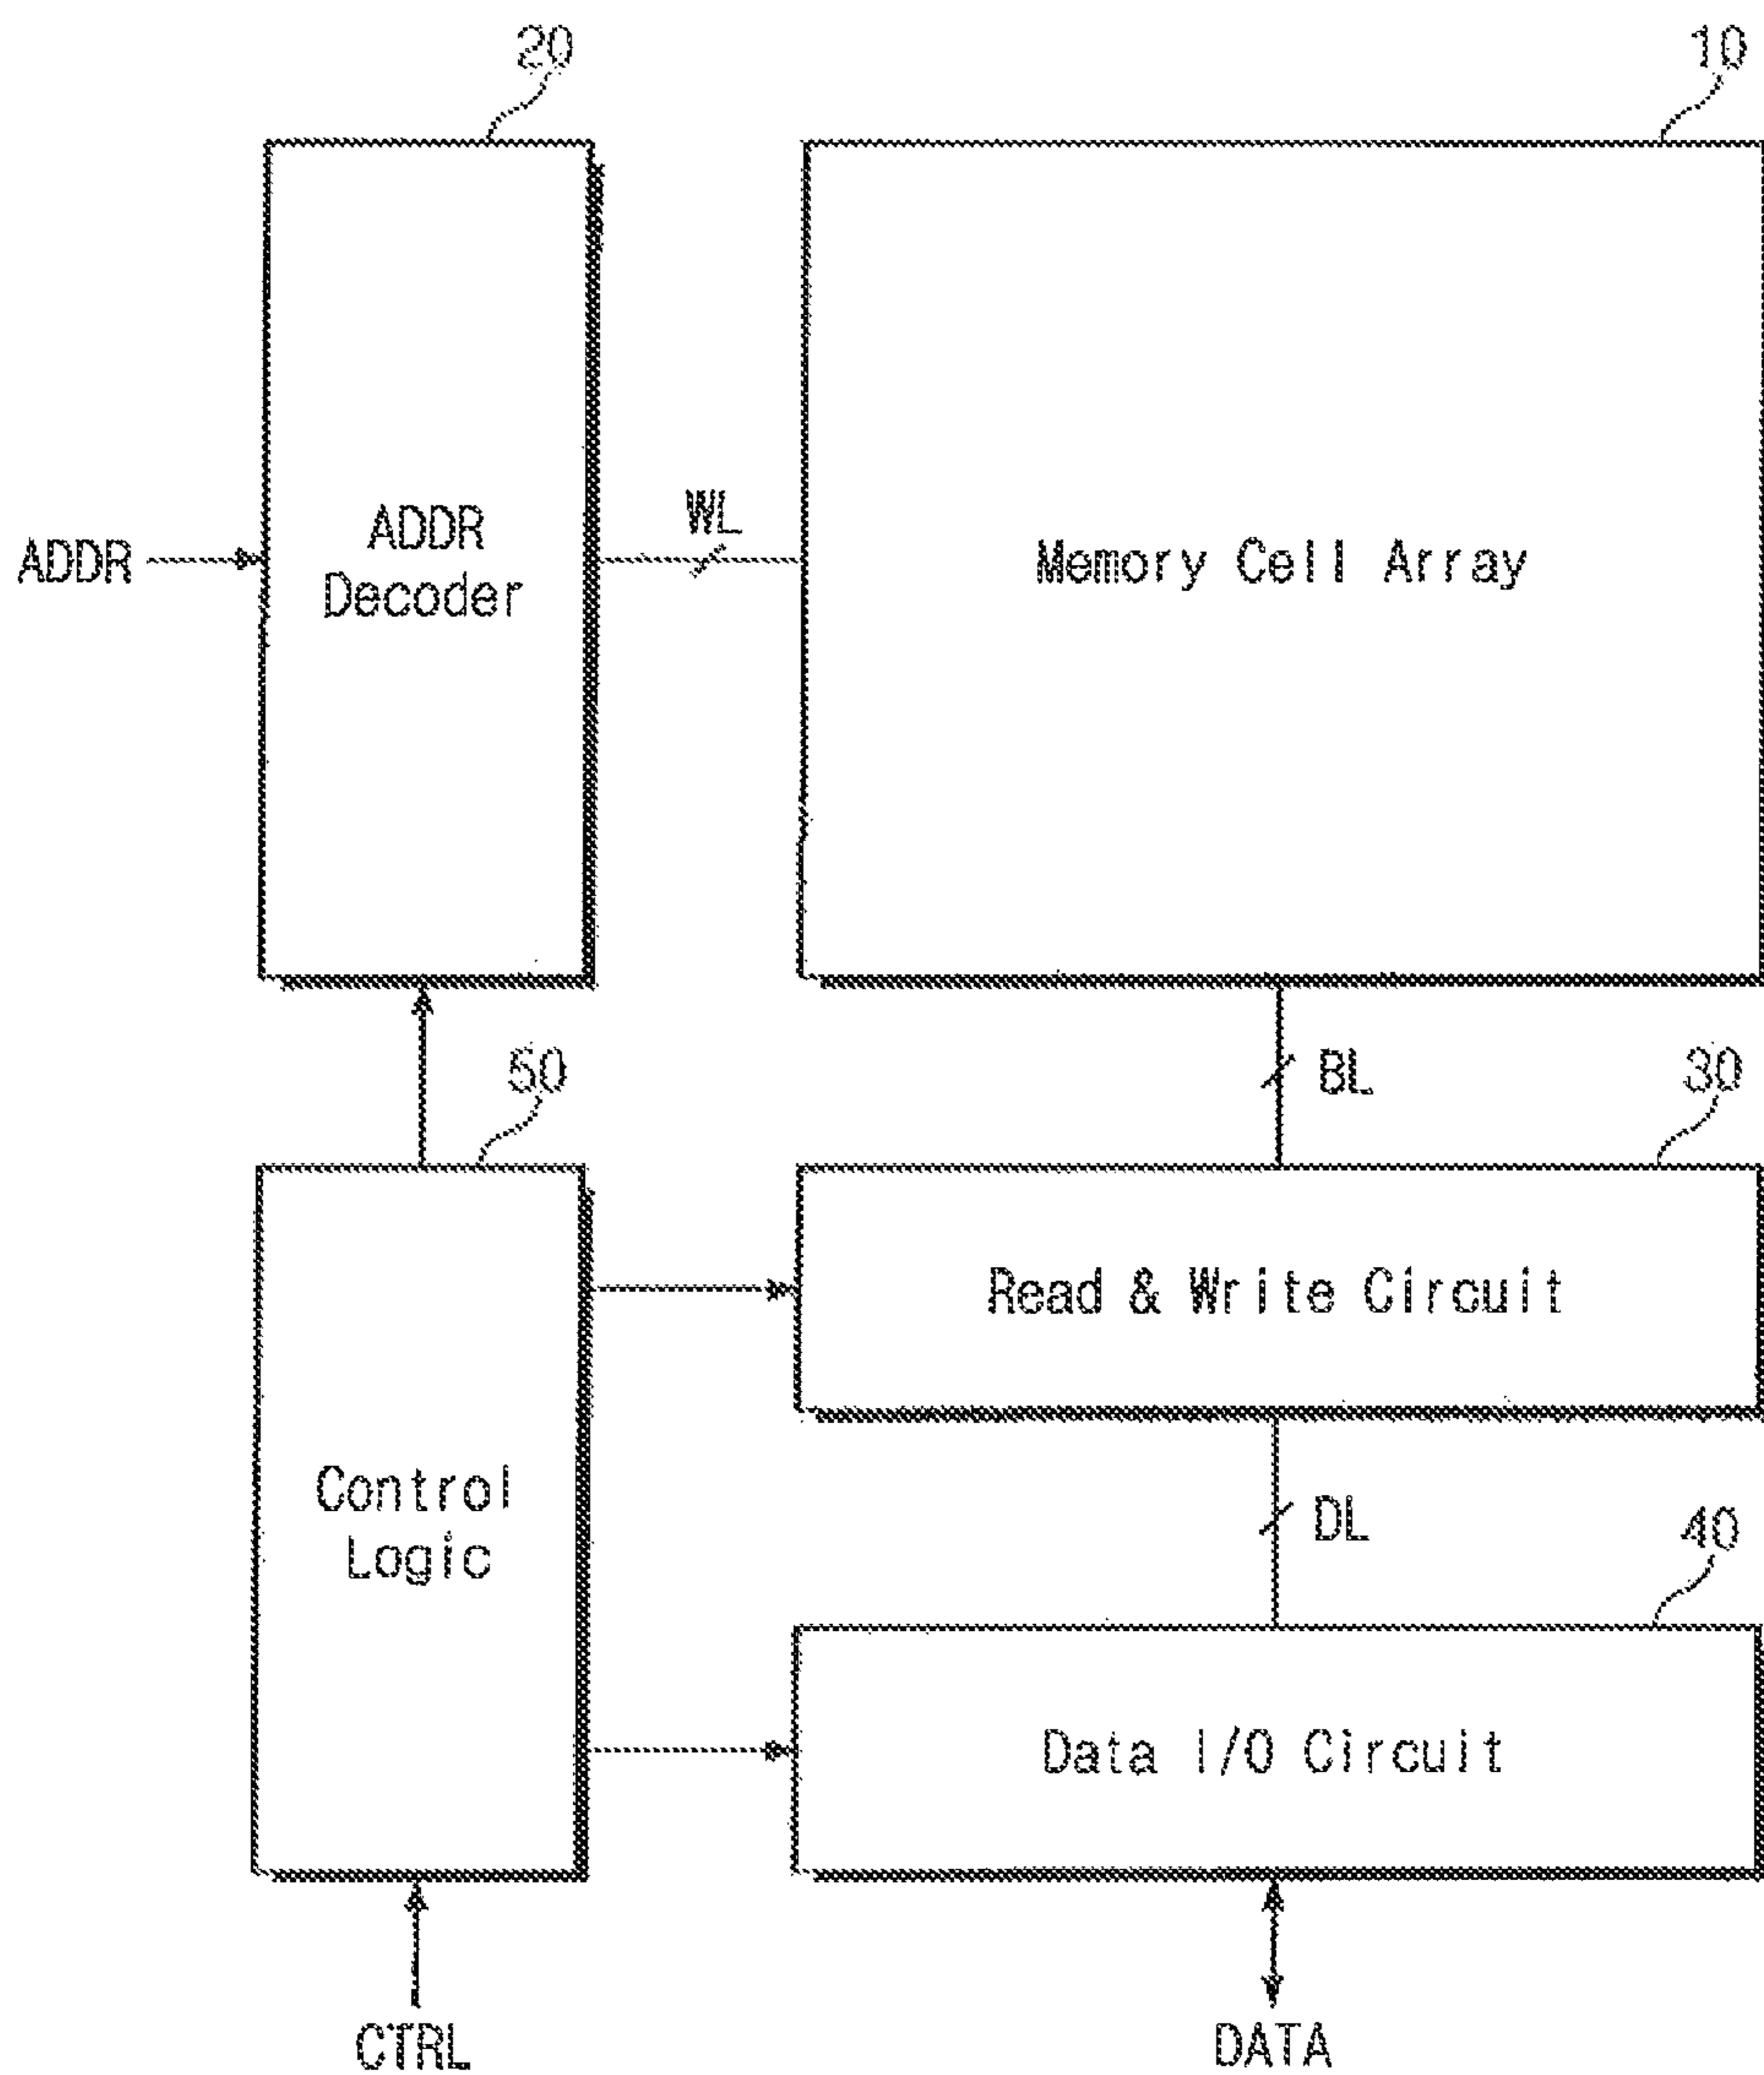 20
10
ADDR
ADDR
Decoder
WL
Memory Cell Array
50
BL
30
Read & Write Circuit
Control
Logic
DL
40
Data I/O Circuit
CTRL
DATA